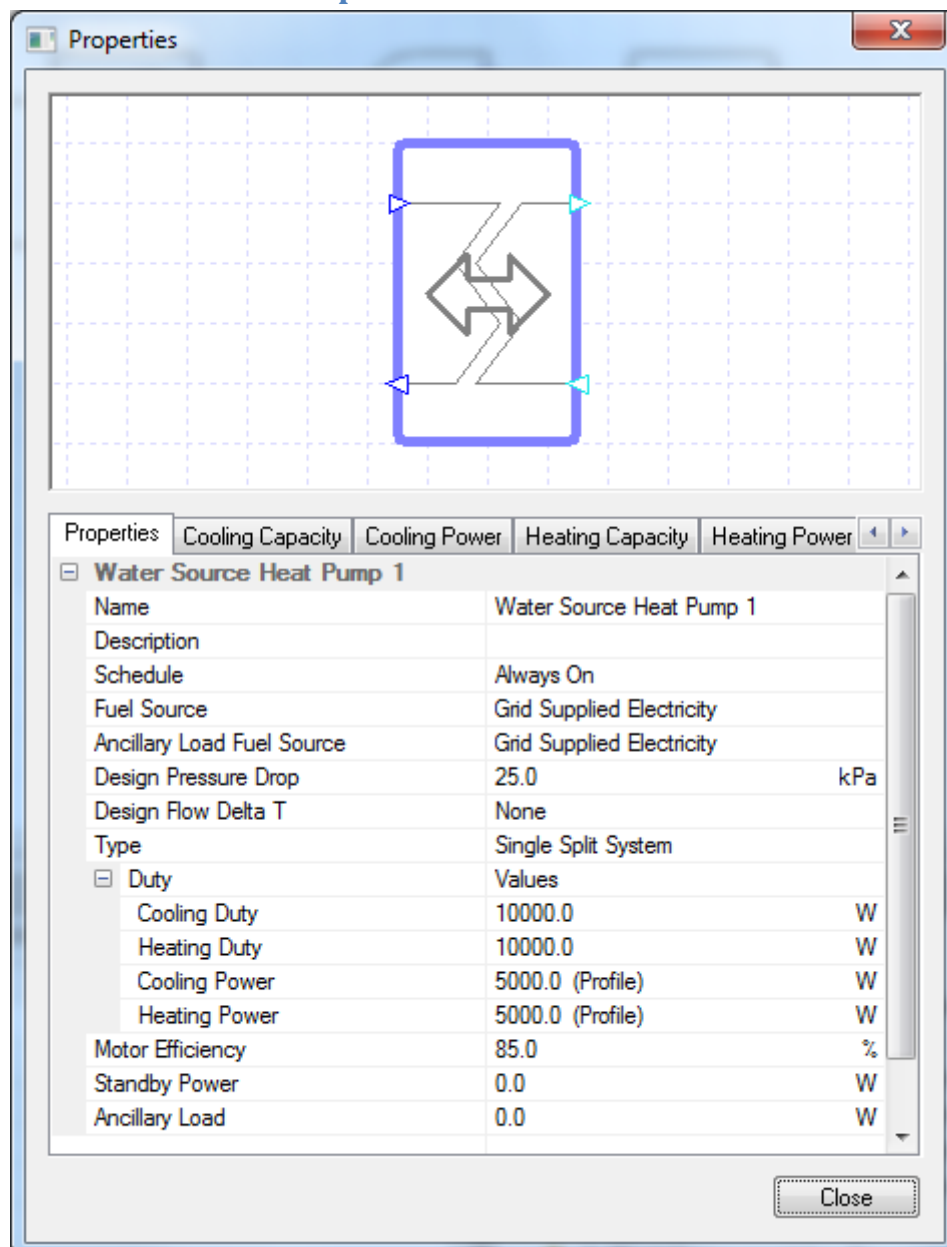 Properties
Properties Cooling Capacity Cooling Power Heating Capacity Heating Power
Water Source Heat Pump 1
Name Water Source Heat Pump 1
Description
Schedule Always On
Fuel Source Grid Supplied Electricity
Ancillary Load Fuel Source Grid Supplied Electricity
Design Pressure Drop 25.0 kPa
Design Flow Delta T None
Type Single Split System
Duty Values
Cooling Duty 10000.0 W
Heating Duty 10000.0 W
Cooling Power 5000.0 (Profile) W
Heating Power 5000.0 (Profile) W
Motor Efficiency 85.0 %
Standby Power 0.0 W
Ancillary Load 0.0 W
Close